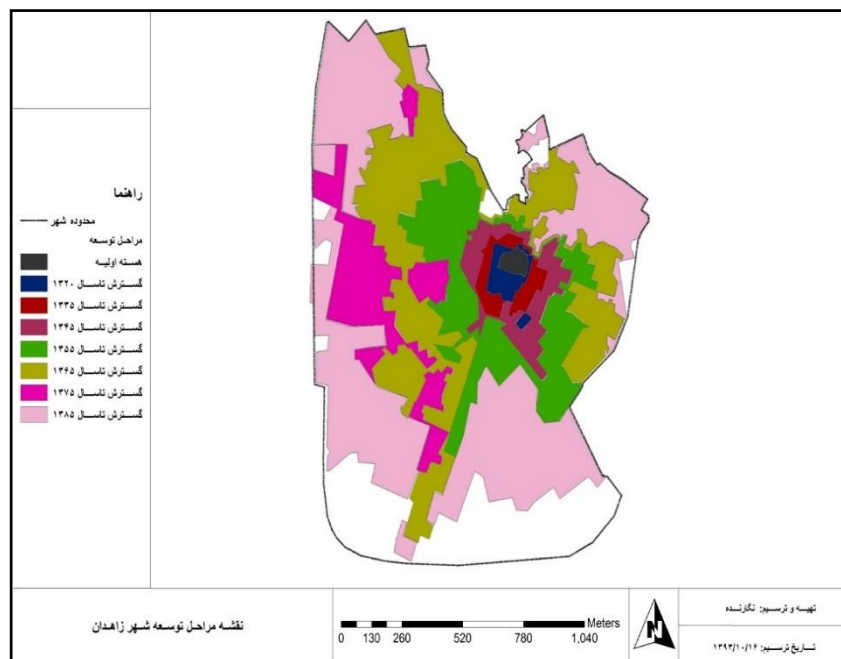 راهنما
محدوده شهر
مراحل توسعه
هسته اولیه
گسترش تاسال ۱۳۲۰
گسترش تاسال ۱۳۳۵
گسترش تاسال ۱۳۴۵
گسترش تاسال ۱۳۵۵
گسترش تاسال ۱۳۶۵
گسترش تاسال ۱۳۷۵
گسترش تاسال ۱۳۸۵
نقشه مراحل توسعه شهر زاهدان
Meters
0 130 260 520 780 1,040
N
تهیه و ترسیم: نگارنده
تاریخ ترسیم: ۱۳۹۳/۱۰/۱۶